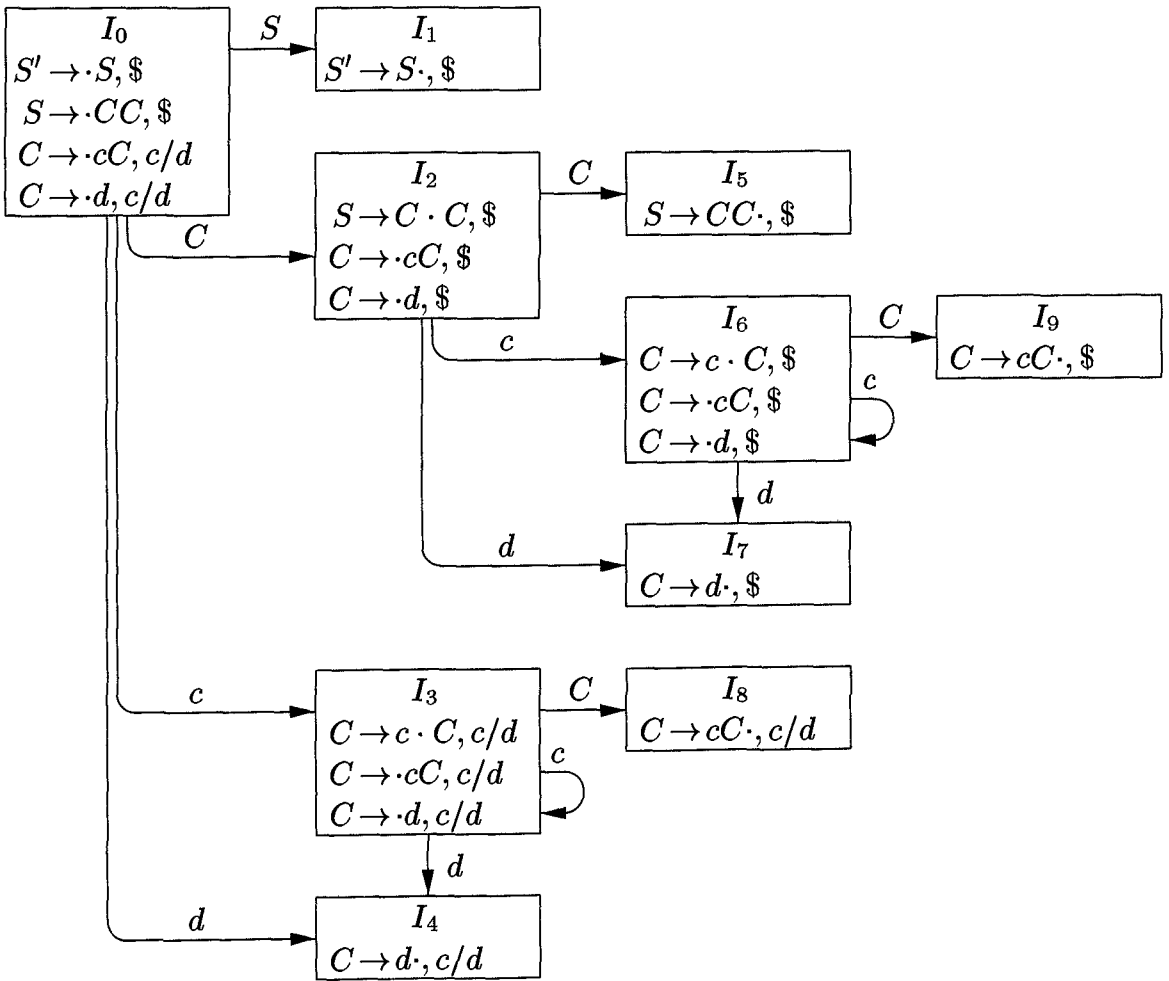 I₀
S' → ·S, $
S → ·CC, $
C → ·cC, c/d
C → ·d, c/d
S
I₁
S' → S·, $
C
I₂
S → C · C, $
C → ·cC, $
C → ·d, $
C
I₅
S → CC·, $
c
I₆
C → c · C, $
C → ·cC, $
C → ·d, $
C
I₉
C → cC·, $
c
d
d
I₇
C → d·, $
c
I₃
C → c · C, c/d
C → ·cC, c/d
C → ·d, c/d
C
I₈
C → cC·, c/d
c
d
d
I₄
C → d·, c/d